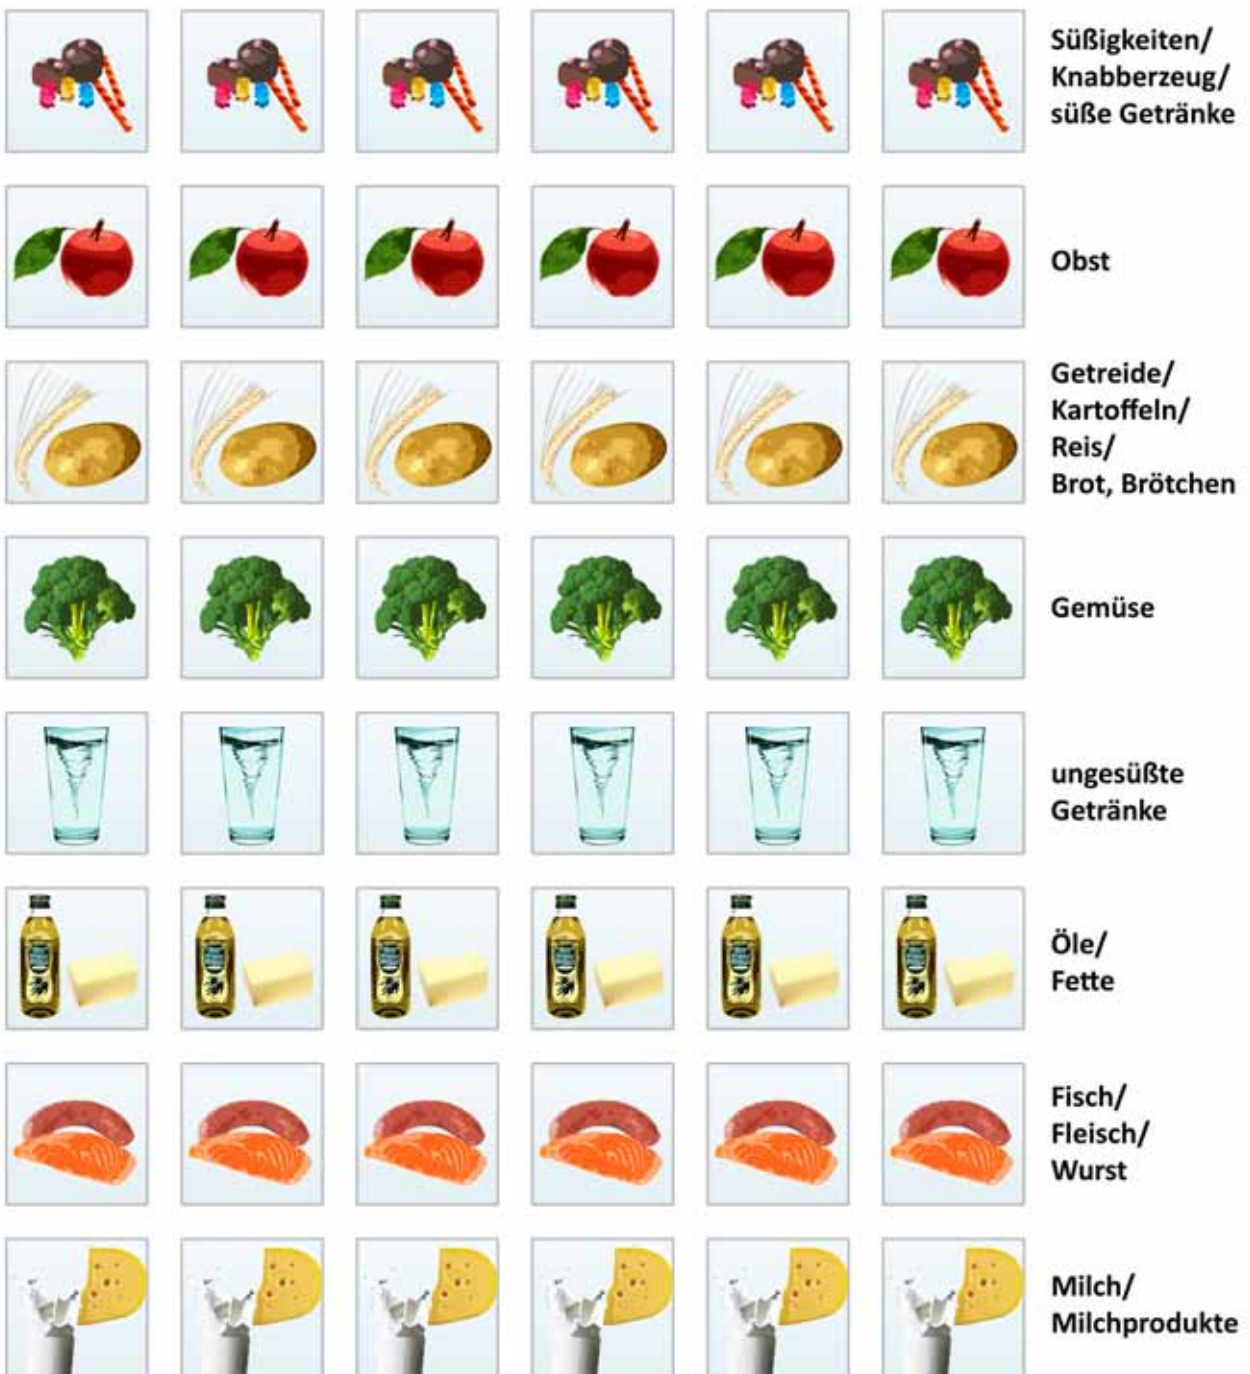 Süßigkeiten/
Knabberzeug/
süße Getränke
Obst
Getreide/
Kartoffeln/
Reis/
Brot, Brötchen
Gemüse
ungesüßte
Getränke
Öle/
Fette
Fisch/
Fleisch/
Wurst
Milch/
Milchprodukte